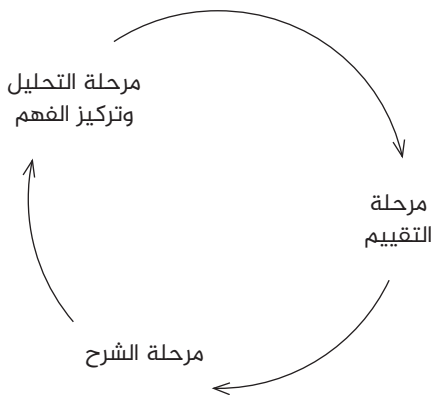 مرحلة التحليل
وتركيز الفهم
مرحلة
التقييم
مرحلة الشرح